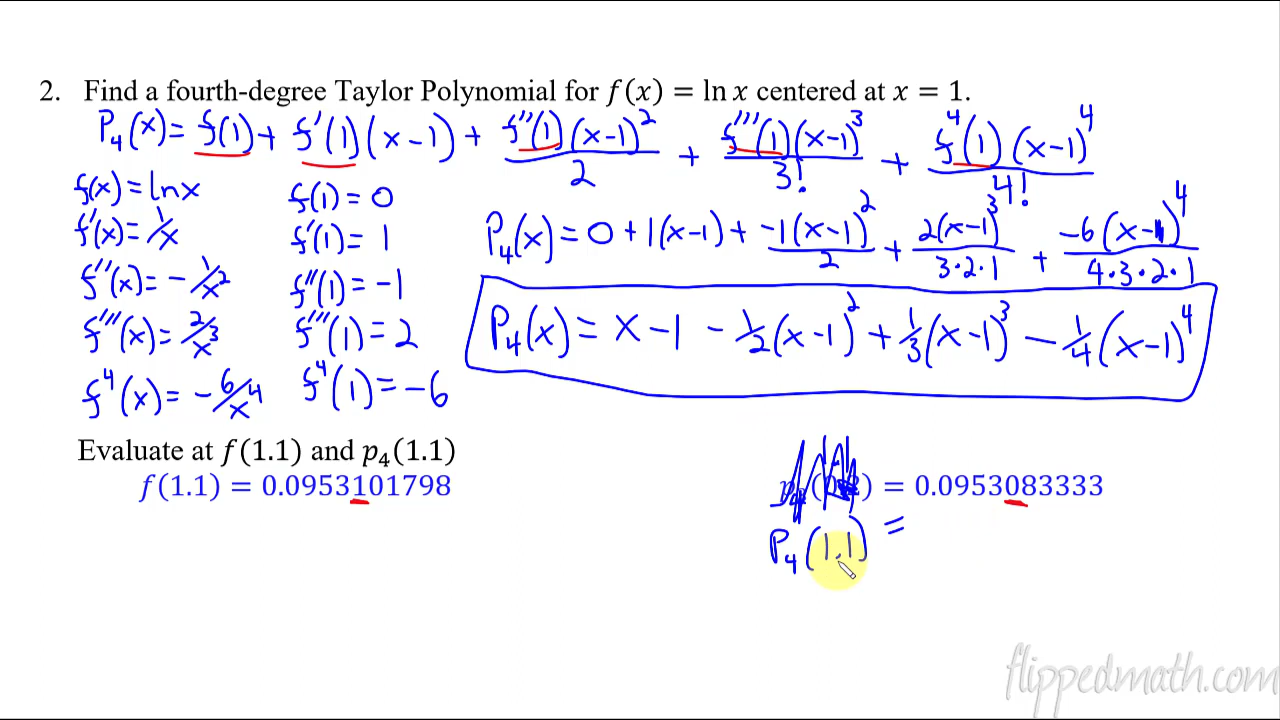 2. Find a fourth-degree Taylor Polynomial for f(x) = ln x centered at x = 1.
P₄(x) = f(1) + f'(1)(x-1) + f''(1)(x-1)²/2 + f'''(1)(x-1)³/3! + f⁴(1)(x-1)⁴/4!
f(x) = lnx f(1) = 0
f'(x) = 1/x f'(1) = 1
P₄(x) = 0 + 1(x-1) + -1(x-1)²/2 + 2(x-1)³/3·2·1 + -6(x-1)⁴/4·3·2·1
f''(x) = -1/x² f''(1) = -1
f'''(x) = 2/x³ f'''(1) = 2
P₄(x) = x - 1 - 1/2(x-1)² + 1/3(x-1)³ - 1/4(x-1)⁴
f⁴(x) = -6/x⁴ f⁴(1) = -6
Evaluate at f(1.1) and p₄(1.1)
f(1.1) = 0.0953101798 ) = 0.0953083333
P₄(1.1) =
flippedmath.com